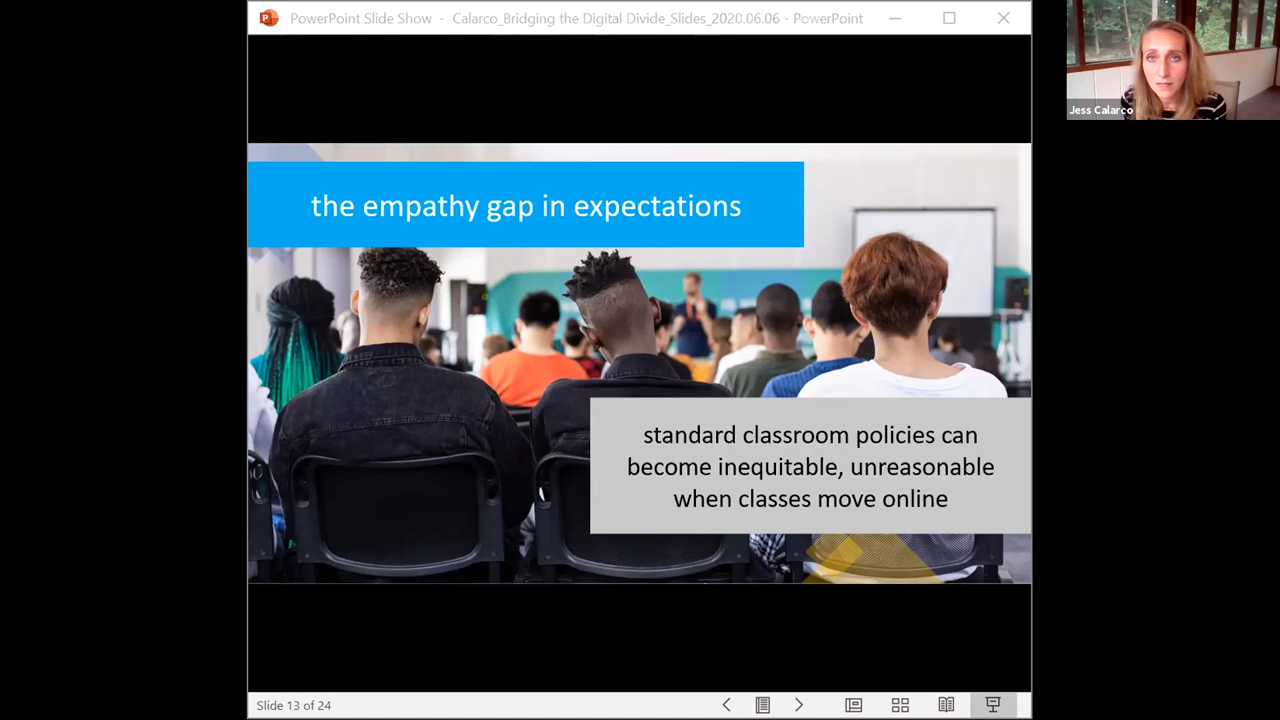 PowerPoint Slide Show - Calarco_Bridging the Digital Divide_Slides_2020.06.06 - PowerPoint
Jess Calarco
the empathy gap in expectations
standard classroom policies can
become inequitable, unreasonable
when classes move online
Slide 13 of 24